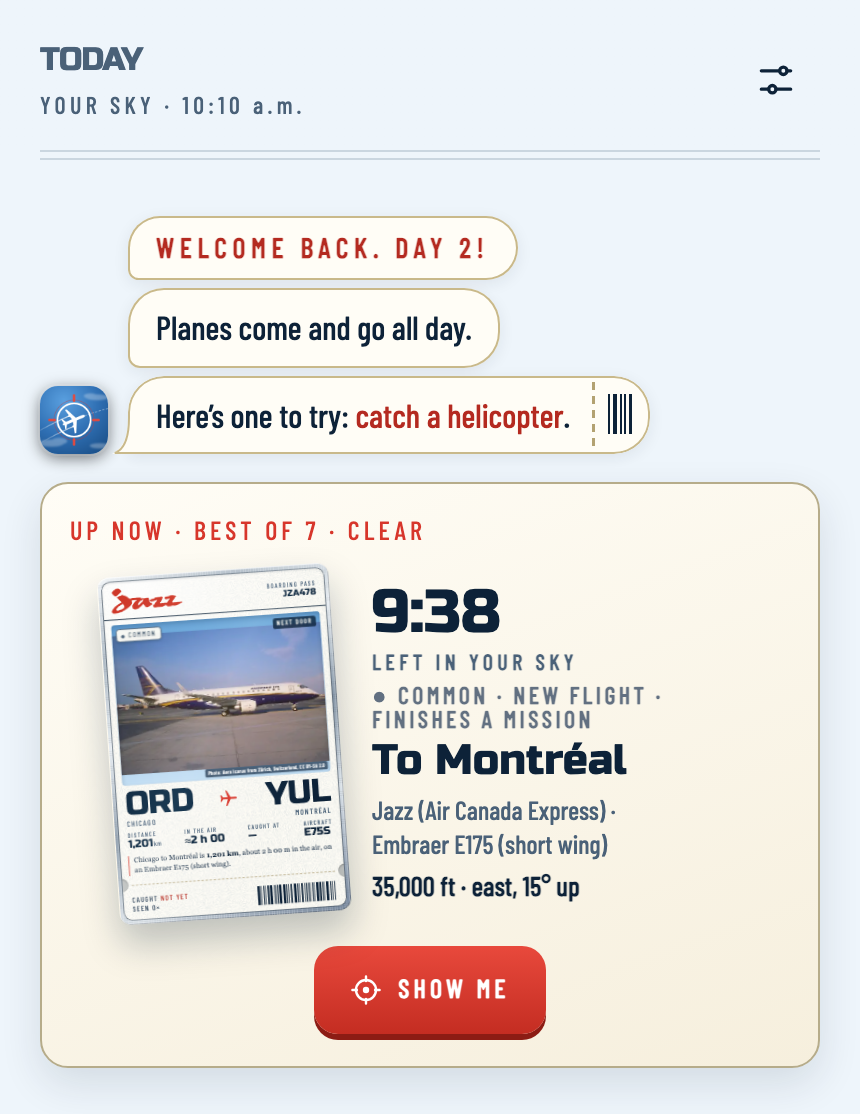 TODAY
YOUR SKY · 10:10 a.m.
WELCOME BACK. DAY 2!
Planes come and go all day.
Here's one to try: catch a helicopter.
UP NOW · BEST OF 7 · CLEAR
Jazz
BOARDING PASS
JZA478
COMMON
NEXT DOOR
ORD
YUL
CHICAGO
MONTRÉAL
DISTANCE
1,201km
IN THE AIR
≈2 h 00
CAUGHT AT
—
AIRCRAFT
E75S
Chicago to Montréal is 1,201 km, about 2 h 00 m in the air, on
an Embraer E175 (short wing).
CAUGHT NOT YET
SEEN 0×
9:38
LEFT IN YOUR SKY
● COMMON · NEW FLIGHT ·
FINISHES A MISSION
To Montréal
Jazz (Air Canada Express) ·
Embraer E175 (short wing)
35,000 ft · east, 15° up
SHOW ME